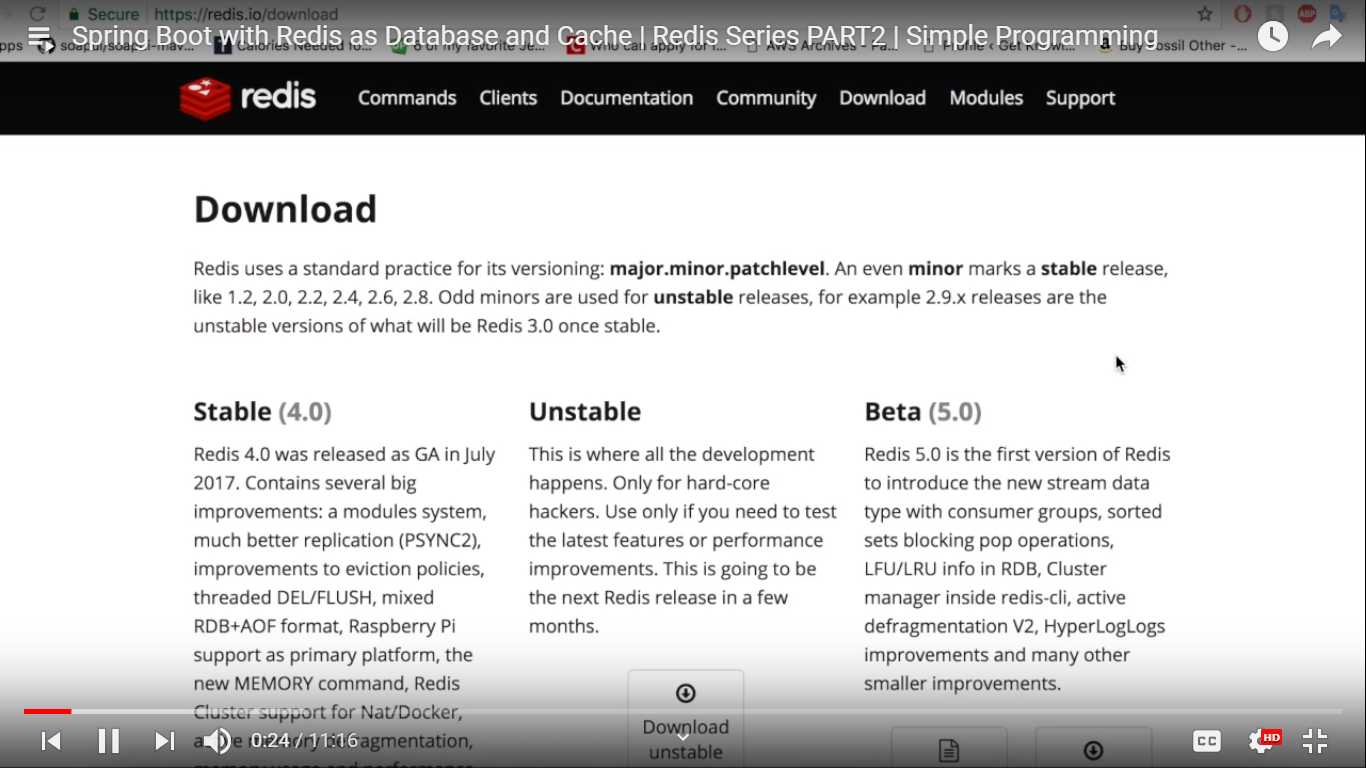 Secure https://redis.io/download
Spring Boot with Redis as Database and Cache | Redis Series PART2 | Simple Programming
redis Commands Clients Documentation Community Download Modules Support
Download
Redis uses a standard practice for its versioning: major.minor.patchlevel. An even minor marks a stable release,
like 1.2, 2.0, 2.2, 2.4, 2.6, 2.8. Odd minors are used for unstable releases, for example 2.9.x releases are the
unstable versions of what will be Redis 3.0 once stable.
Stable (4.0)
Redis 4.0 was released as GA in July
2017. Contains several big
improvements: a modules system,
much better replication (PSYNC2),
improvements to eviction policies,
threaded DEL/FLUSH, mixed
RDB+AOF format, Raspberry Pi
support as primary platform, the
new MEMORY command, Redis
Cluster support for Nat/Docker,
Unstable
This is where all the development
happens. Only for hard-core
hackers. Use only if you need to test
the latest features or performance
improvements. This is going to be
the next Redis release in a few
months.
Download
unstable
Beta (5.0)
Redis 5.0 is the first version of Redis
to introduce the new stream data
type with consumer groups, sorted
sets blocking pop operations,
LFU/LRU info in RDB, Cluster
manager inside redis-cli, active
defragmentation V2, HyperLogLogs
improvements and many other
smaller improvements.
0:24 / 11:16
CC
HD